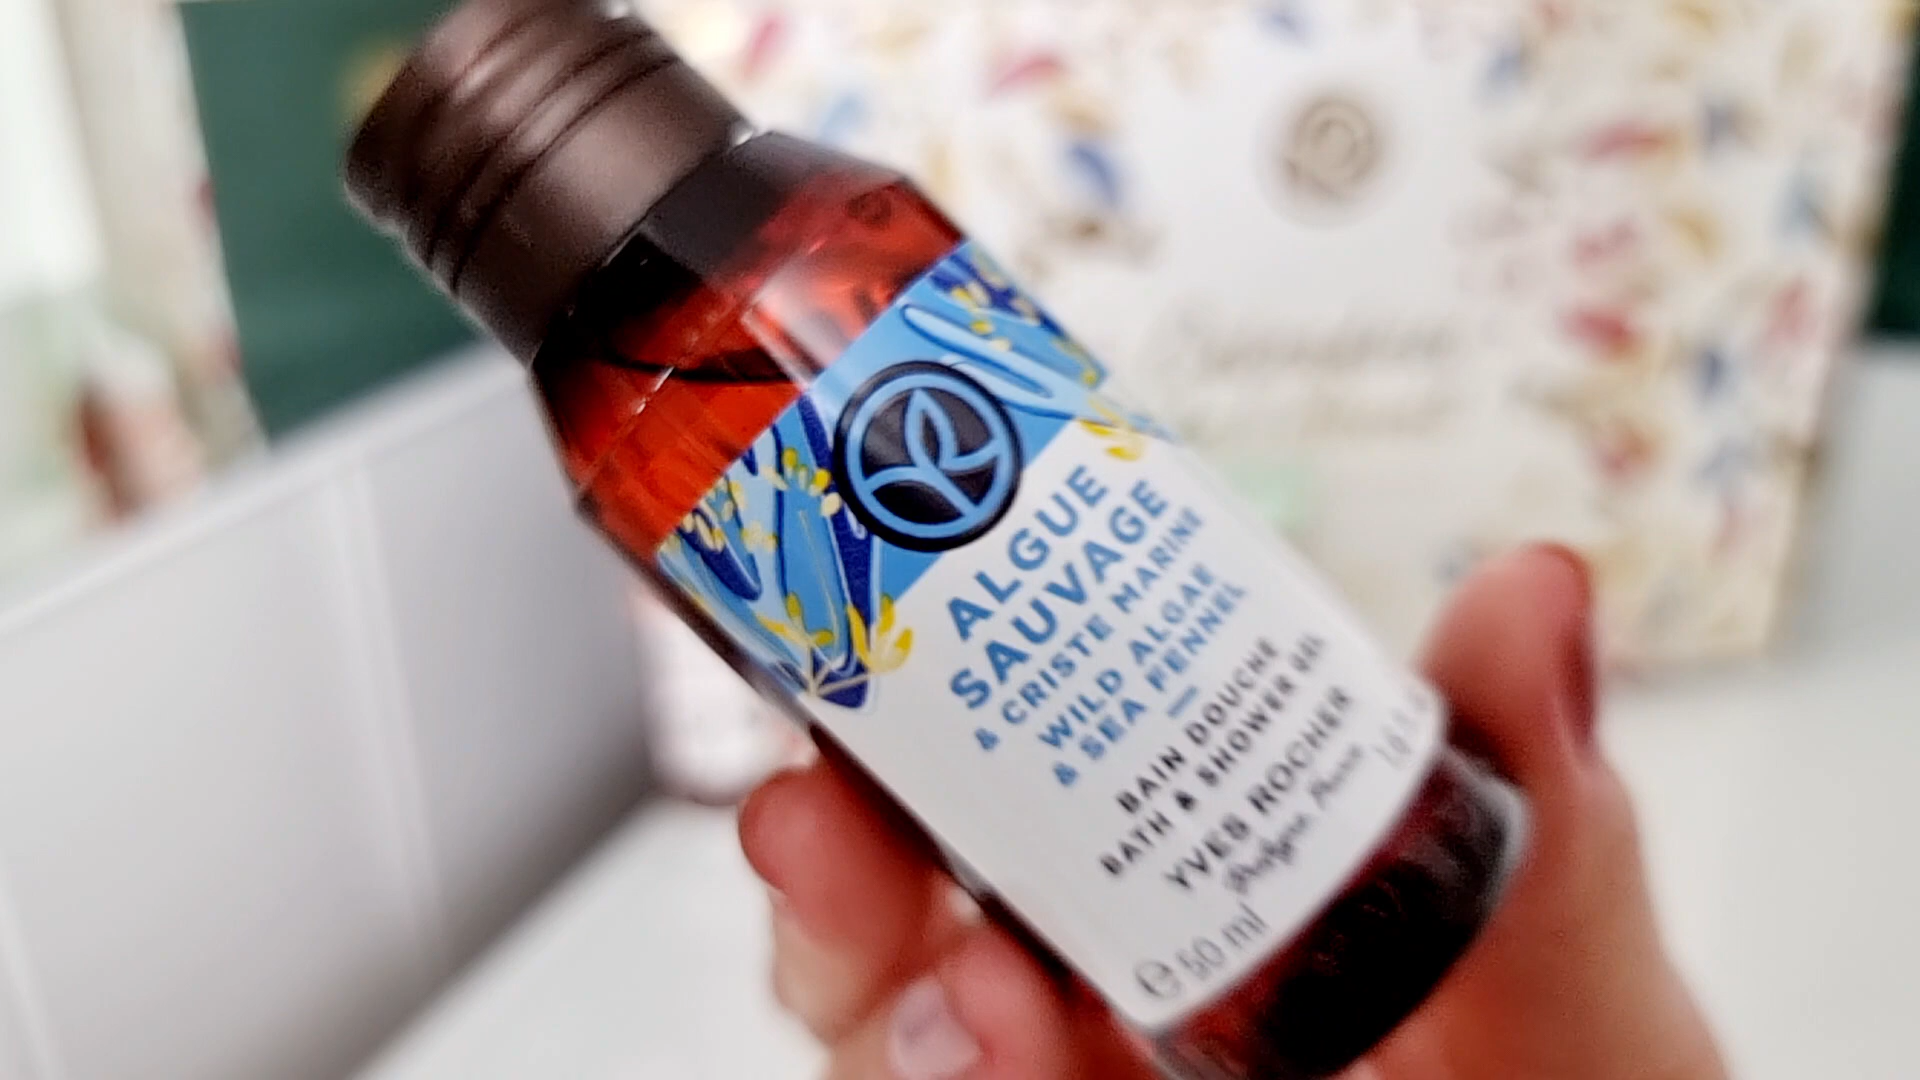 ALGUE
SAUVAGE
& CRISTE MARINE
WILD ALGAE
& SEA FENNEL
BAIN DOUCHE
BATH & SHOWER GEL
YVES ROCHER
℮ 50 ml